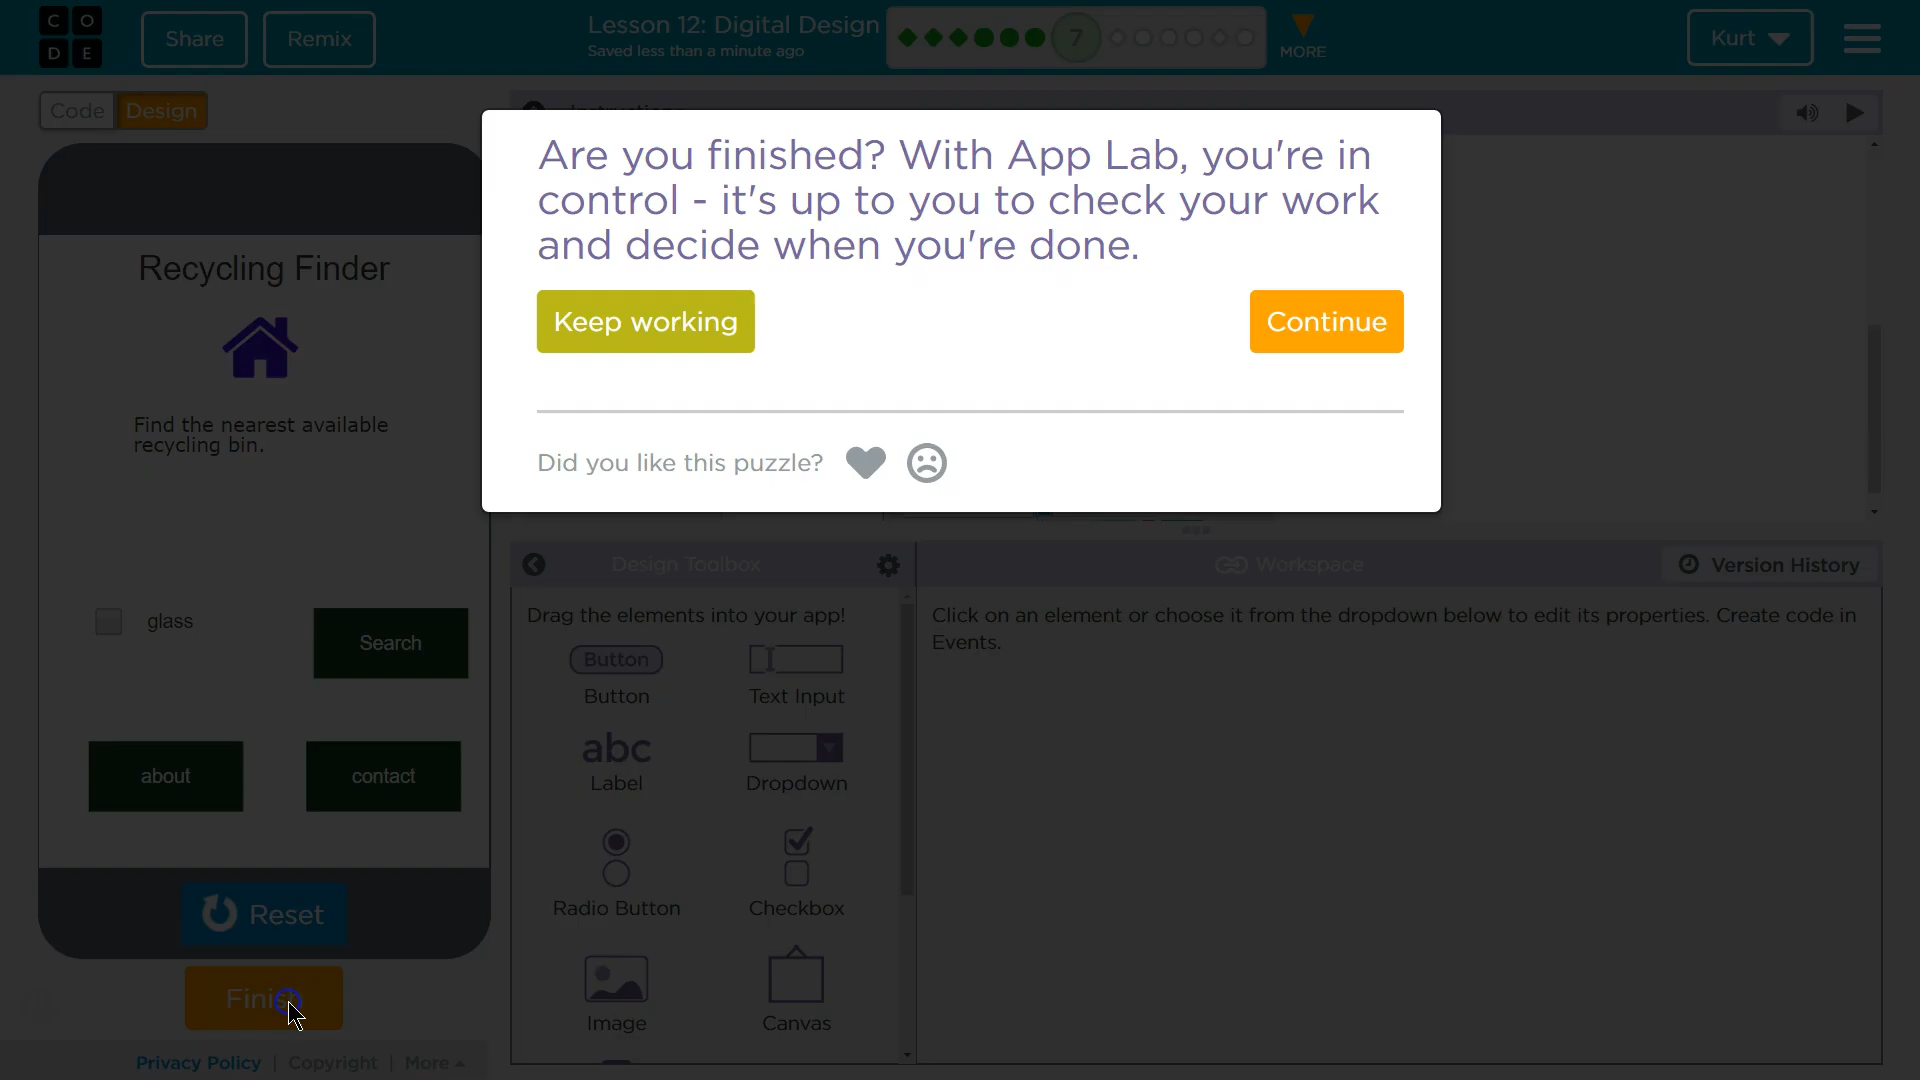 C O
D E
Share
Remix
Lesson 12: Digital Design
Saved less than a minute ago
7
MORE
Kurt
Code
Design
Instructions
Are you finished? With App Lab, you're in
control - it's up to you to check your work
and decide when you're done.
Keep working
Continue
Did you like this puzzle?
Recycling Finder
Find the nearest available
recycling bin.
glass
Search
about
contact
Reset
Finish
Privacy Policy | Copyright | More
Design Toolbox
Workspace
Version History
Drag the elements into your app!
Button
Button
Text Input
abc
Label
Dropdown
Radio Button
Checkbox
Image
Canvas
Click on an element or choose it from the dropdown below to edit its properties. Create code in
Events.